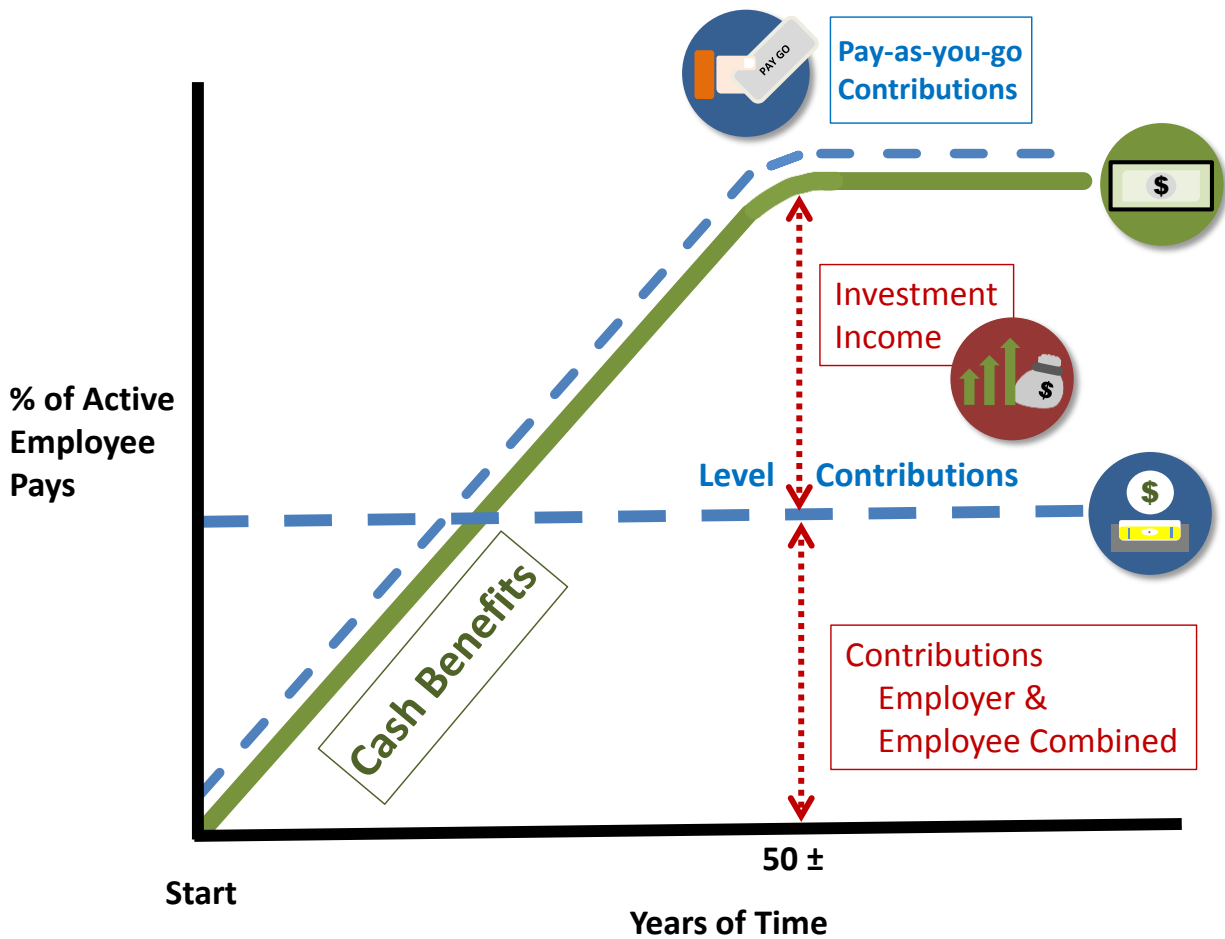 PAY GO
Pay-as-you-go
Contributions
$
Investment
Income
$
% of Active
Employee
Pays
Level Contributions
$
Cash Benefits
Contributions
Employer &
Employee Combined
50 ±
Start
Years of Time